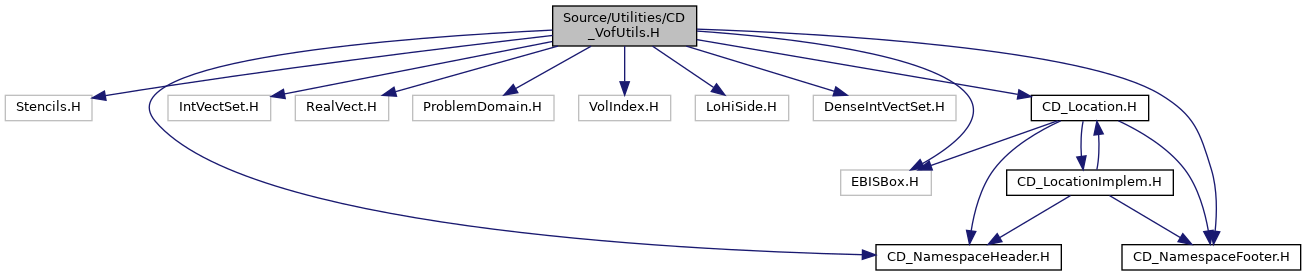 Source/Utilities/CD
_VofUtils.H
Stencils.H
IntVectSet.H
RealVect.H
ProblemDomain.H
VolIndex.H
LoHiSide.H
DenseIntVectSet.H
CD_Location.H
EBISBox.H
CD_LocationImplem.H
CD_NamespaceHeader.H
CD_NamespaceFooter.H